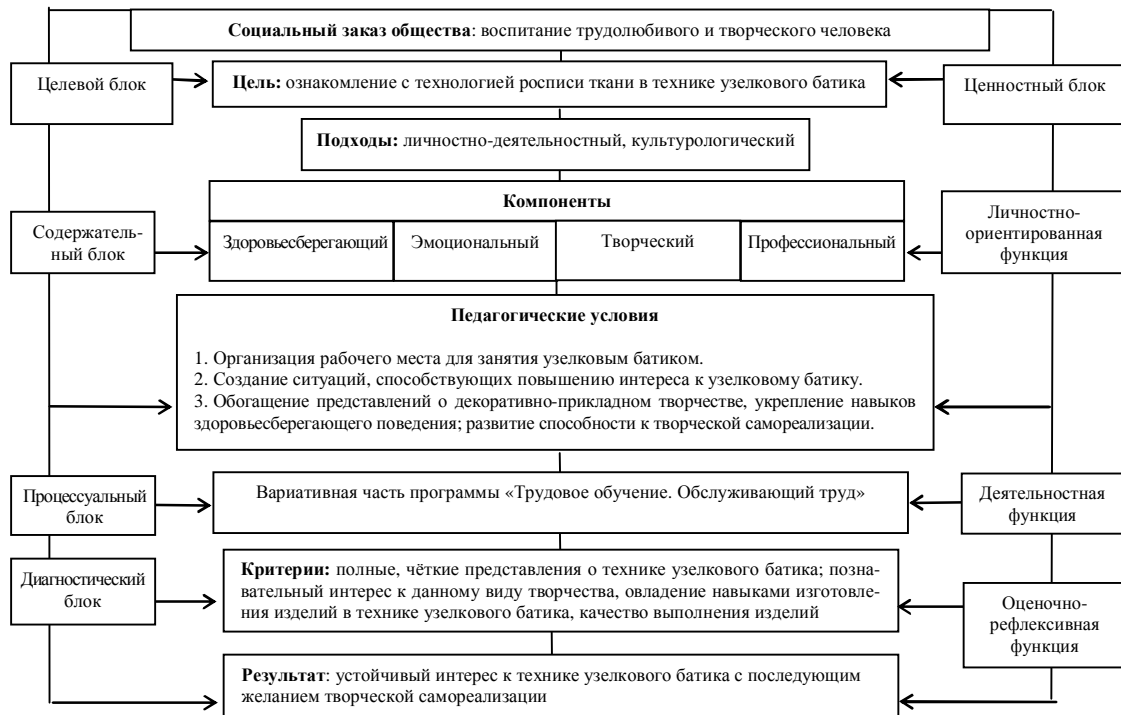 Социальный заказ общества: воспитание трудолюбивого и творческого человека
Целевой блок
Цель: ознакомление с технологией росписи ткани в технике узелкового батика
Ценностный блок
Подходы: личностно-деятельностный, культурологический
Содержатель-
ный блок
Компоненты
Здоровьесберегающий
Эмоциональный
Творческий
Профессиональный
Личностно-
ориентированная
функция
Педагогические условия
1. Организация рабочего места для занятия узелковым батиком.
2. Создание ситуаций, способствующих повышению интереса к узелковому батику.
3. Обогащение представлений о декоративно-прикладном творчестве, укрепление навыков
здоровьесберегающего поведения; развитие способности к творческой самореализации.
Процессуальный
блок
Вариативная часть программы «Трудовое обучение. Обслуживающий труд»
Деятельностная
функция
Диагностический
блок
Критерии: полные, чёткие представления о технике узелкового батика; позна-
вательный интерес к данному виду творчества, овладение навыками изготовле-
ния изделий в технике узелкового батика, качество выполнения изделий
Оценочно-
рефлексивная
функция
Результат: устойчивый интерес к технике узелкового батика с последующим
желанием творческой самореализации